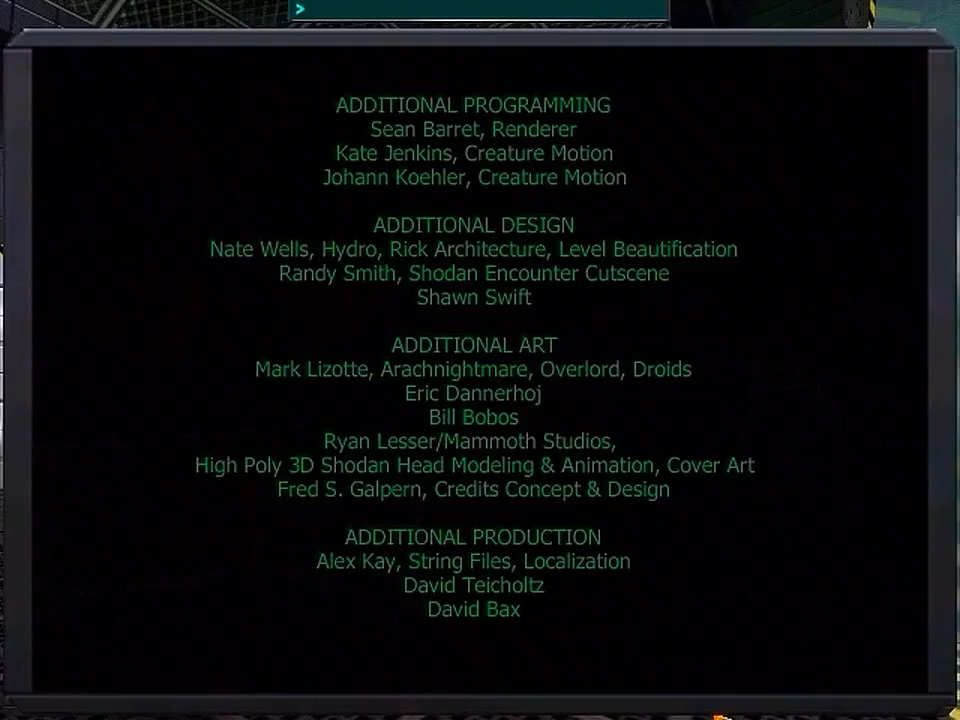 >
ADDITIONAL PROGRAMMING
Sean Barret, Renderer
Kate Jenkins, Creature Motion
Johann Koehler, Creature Motion
ADDITIONAL DESIGN
Nate Wells, Hydro, Rick Architecture, Level Beautification
Randy Smith, Shodan Encounter Cutscene
Shawn Swift
ADDITIONAL ART
Mark Lizotte, Arachnightmare, Overlord, Droids
Eric Dannerhoj
Bill Bobos
Ryan Lesser/Mammoth Studios,
High Poly 3D Shodan Head Modeling & Animation, Cover Art
Fred S. Galpern, Credits Concept & Design
ADDITIONAL PRODUCTION
Alex Kay, String Files, Localization
David Teicholtz
David Bax